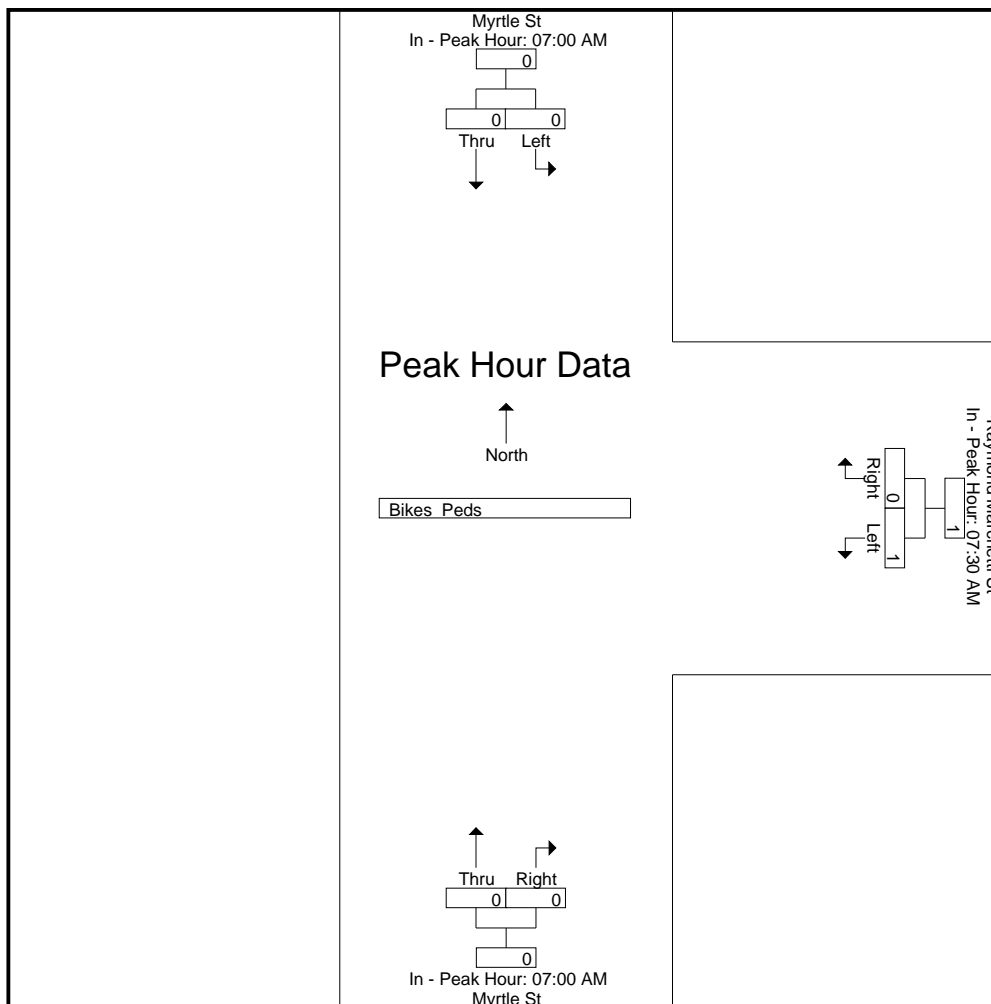 Myrtle St
In - Peak Hour: 07:00 AM
0
0 0
Thru Left
Peak Hour Data
North
In - Peak Hour: 07:30 AM
1
Right 0
Left 1
Bikes Peds
Thru Right
0 0
0
In - Peak Hour: 07:00 AM
Myrtle St